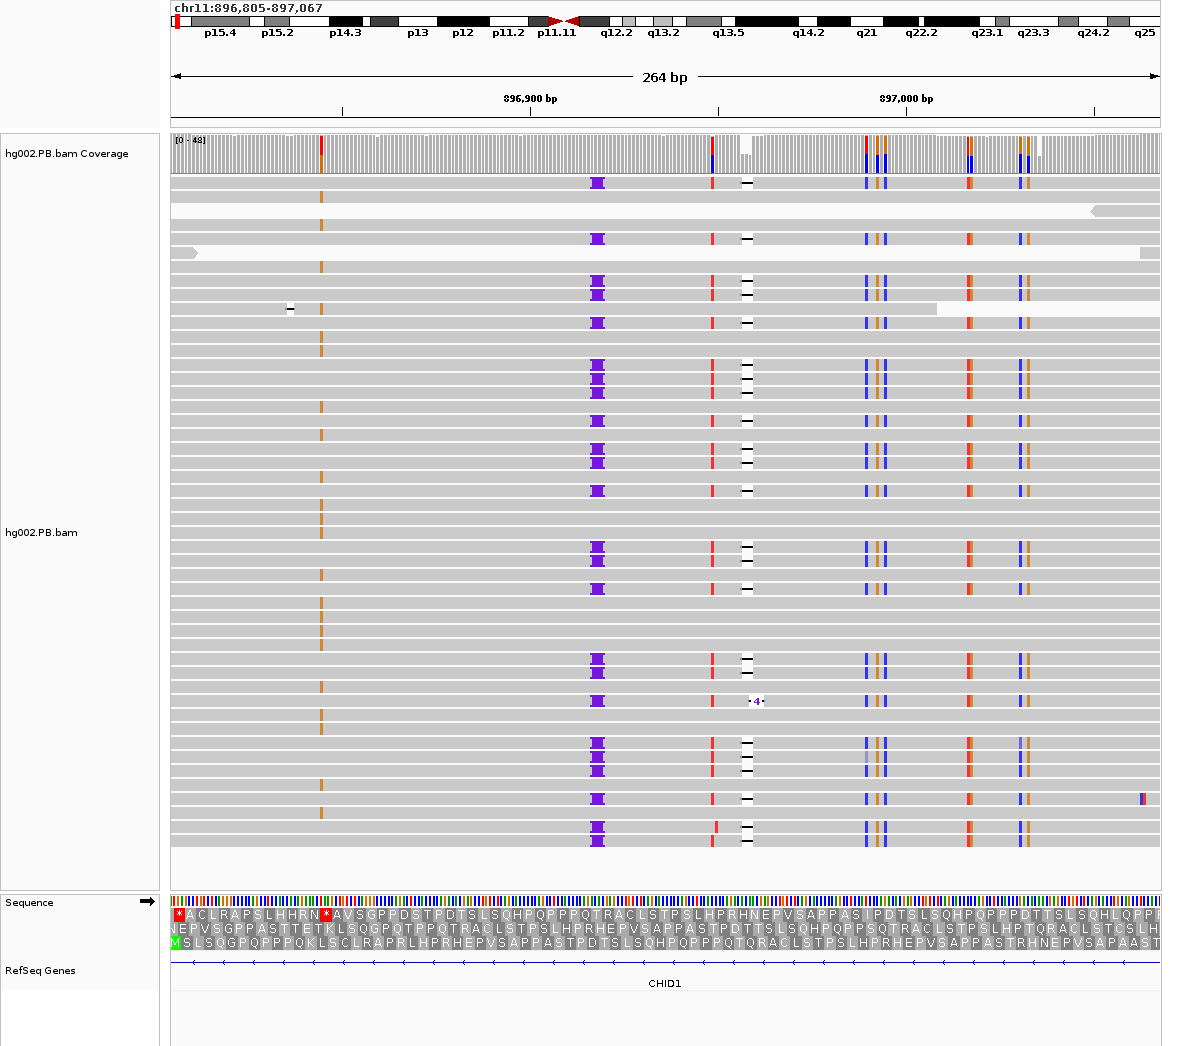 chr11:896,805-897,067
p15.4 p15.2 p14.3 p13 p12 p11.2 p11.11 q12.2 q13.2 q13.5 q14.2 q21 q22.2 q23.1 q23.3 q24.2 q25
264 bp
896,900 bp 897,000 bp
hg002.PB.bam Coverage
[0 - 43]
hg002.PB.bam
4
Sequence
*ACLRAPSLHHRN*AVSGPPDSTPDTSLSQHPQPPPQTRACLSTPSLHPRHNEPVSAPPASIPDTSLSQHPQPPPDTTSLSQHLQPPP
NEPVSGPPASTTETKLSQGPQTPPQTRACLSTPSLHPRHEPVSAPPASTPDTTSLSQHPQPPSQTRACLSTPSLHPTQRACLSTCSLH
MSLSQGPQPPPQKLSCLRAPRLHPRHEPVSAPPASTPDTSLSQHPQPPPQTQRACLSTPSLHPRHEPVSAPPASTRHNEPVSAPAAST
RefSeq Genes
CHID1